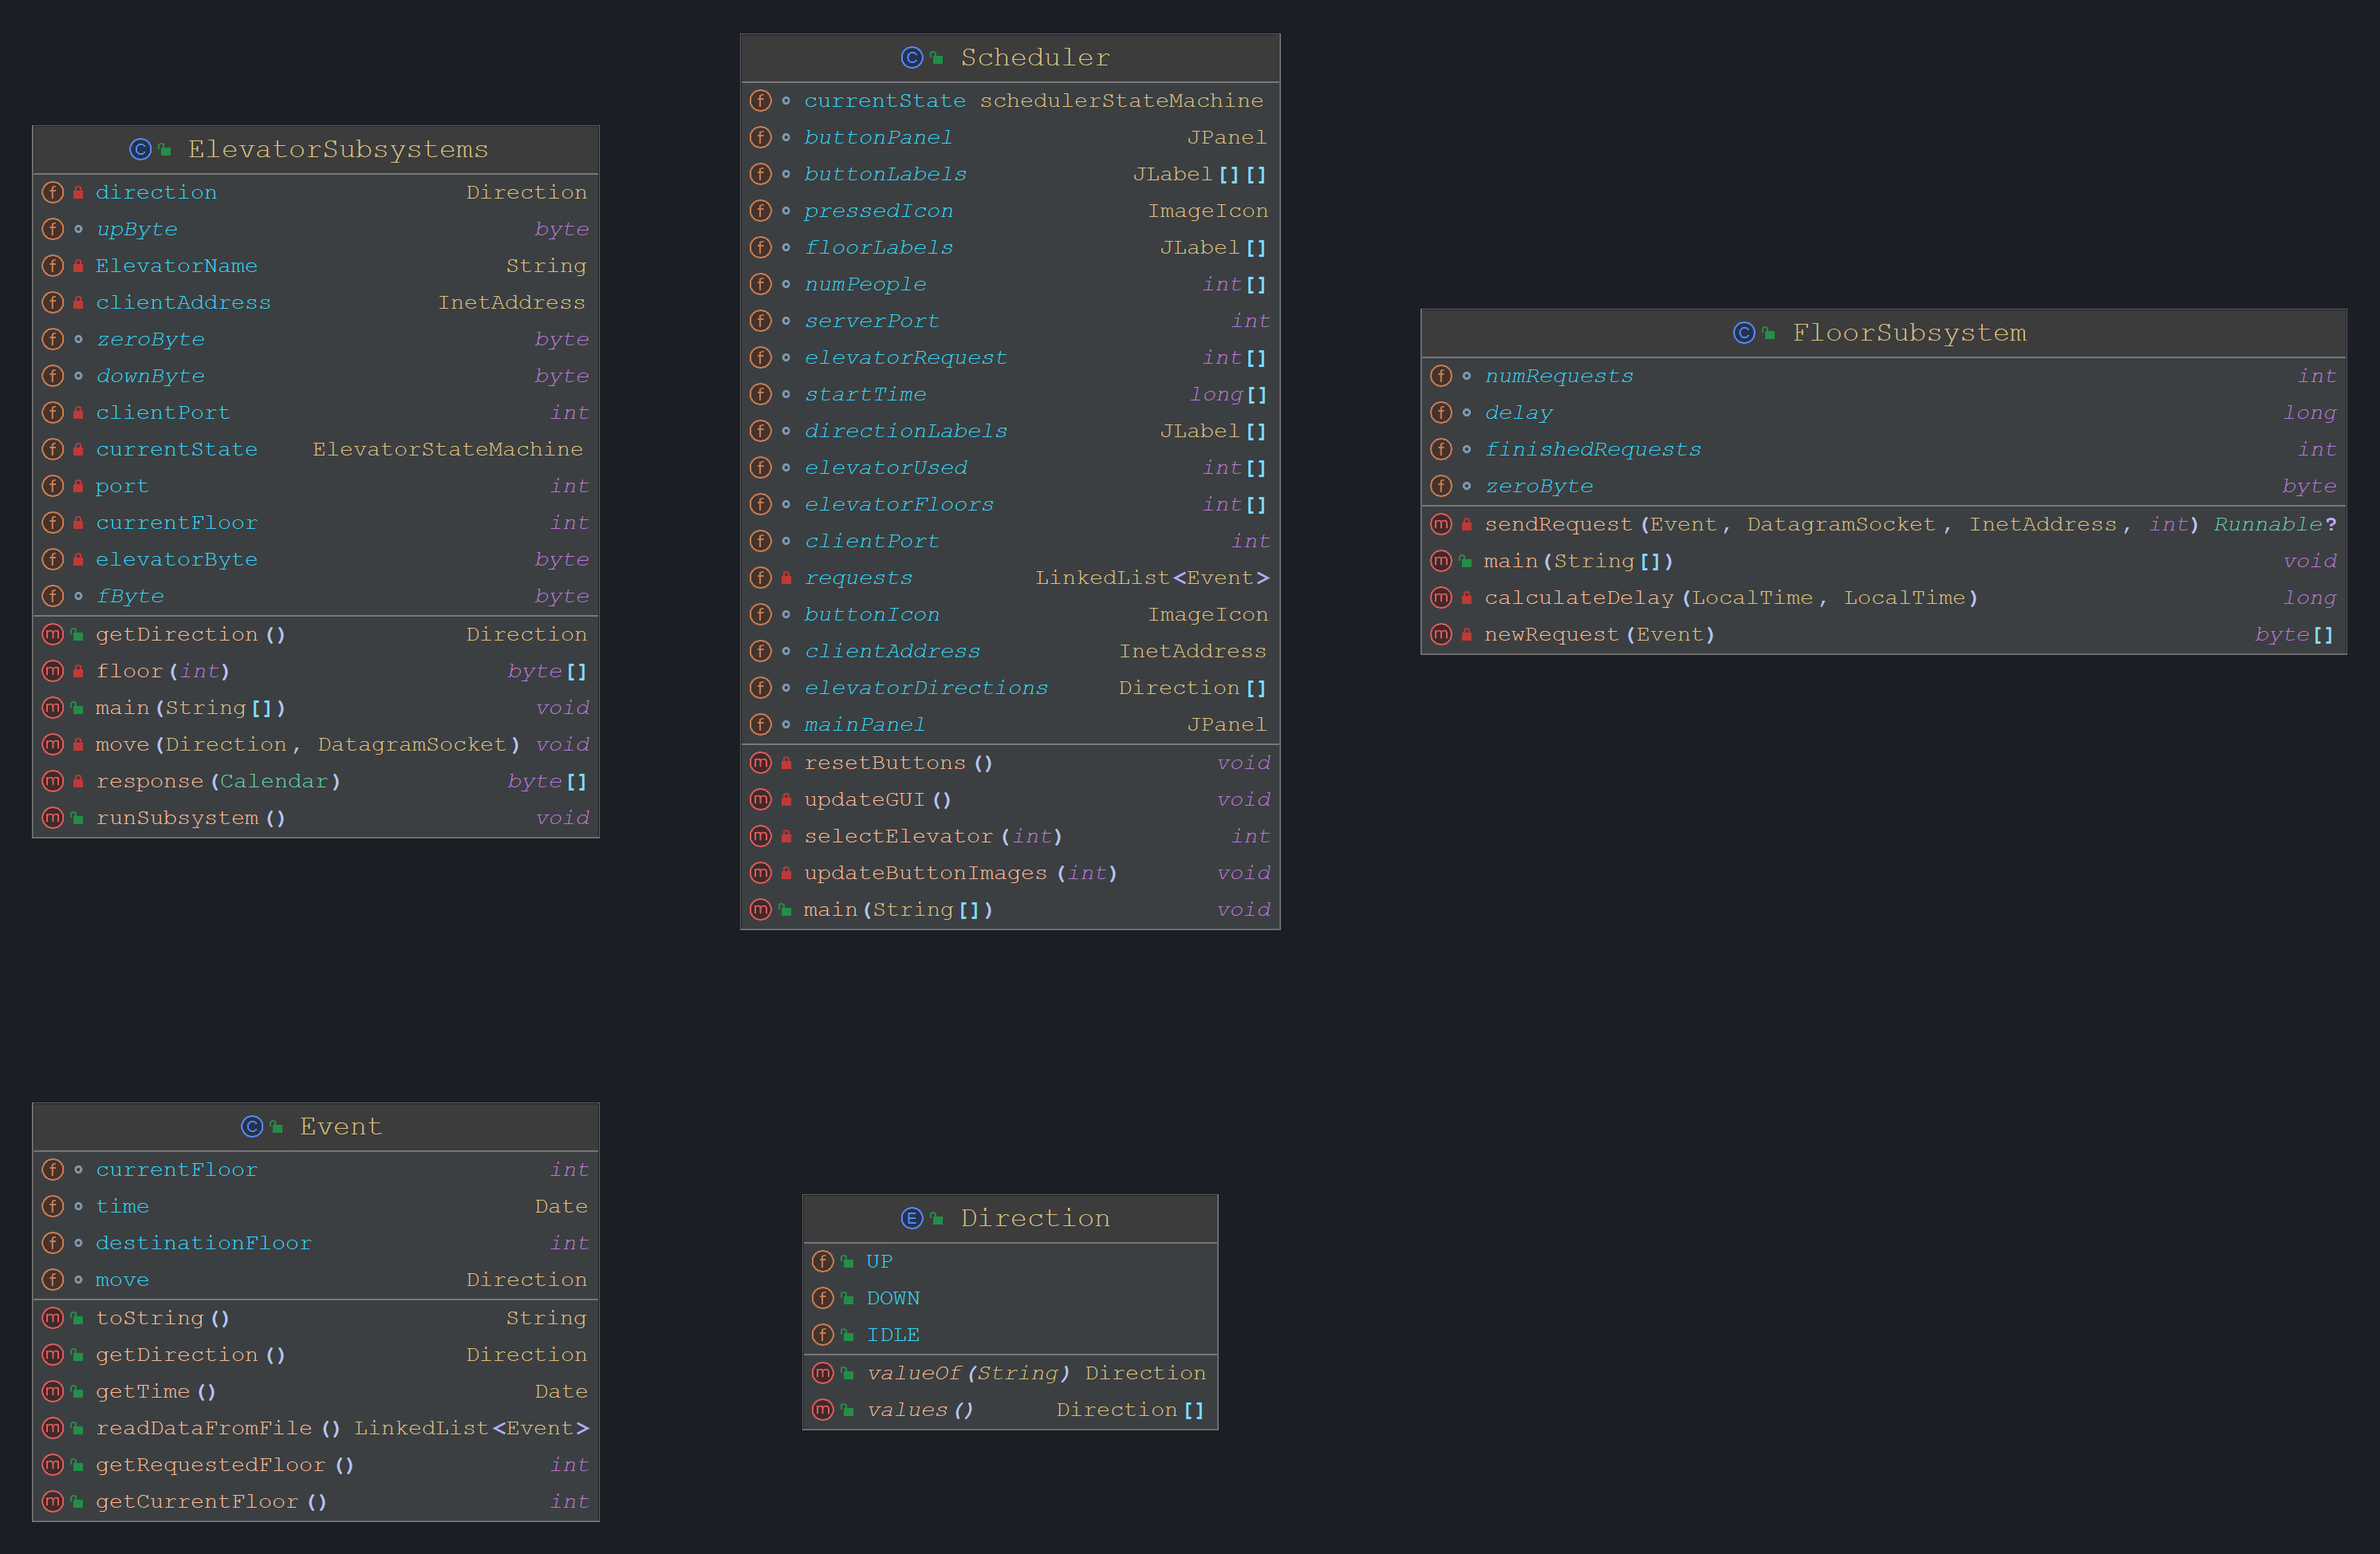 ElevatorSubsystems
direction Direction
upByte byte
ElevatorName String
clientAddress InetAddress
zeroByte byte
downByte byte
clientPort int
currentState ElevatorStateMachine
port int
currentFloor int
elevatorByte byte
fByte byte
getDirection() Direction
floor(int) byte[]
main(String[]) void
move(Direction, DatagramSocket) void
response(Calendar) byte[]
runSubsystem() void
Scheduler
currentState schedulerStateMachine
buttonPanel JPanel
buttonLabels JLabel[][]
pressedIcon ImageIcon
floorLabels JLabel[]
numPeople int[]
serverPort int
elevatorRequest int[]
startTime long[]
directionLabels JLabel[]
elevatorUsed int[]
elevatorFloors int[]
clientPort int
requests LinkedList<Event>
buttonIcon ImageIcon
clientAddress InetAddress
elevatorDirections Direction[]
mainPanel JPanel
resetButtons() void
updateGUI() void
selectElevator(int) int
updateButtonImages(int) void
main(String[]) void
FloorSubsystem
numRequests int
delay long
finishedRequests int
zeroByte byte
sendRequest(Event, DatagramSocket, InetAddress, int) Runnable?
main(String[]) void
calculateDelay(LocalTime, LocalTime) long
newRequest(Event) byte[]
Event
currentFloor int
time Date
destinationFloor int
move Direction
toString() String
getDirection() Direction
getTime() Date
readDataFromFile() LinkedList<Event>
getRequestedFloor() int
getCurrentFloor() int
Direction
UP
DOWN
IDLE
valueOf(String) Direction
values() Direction[]